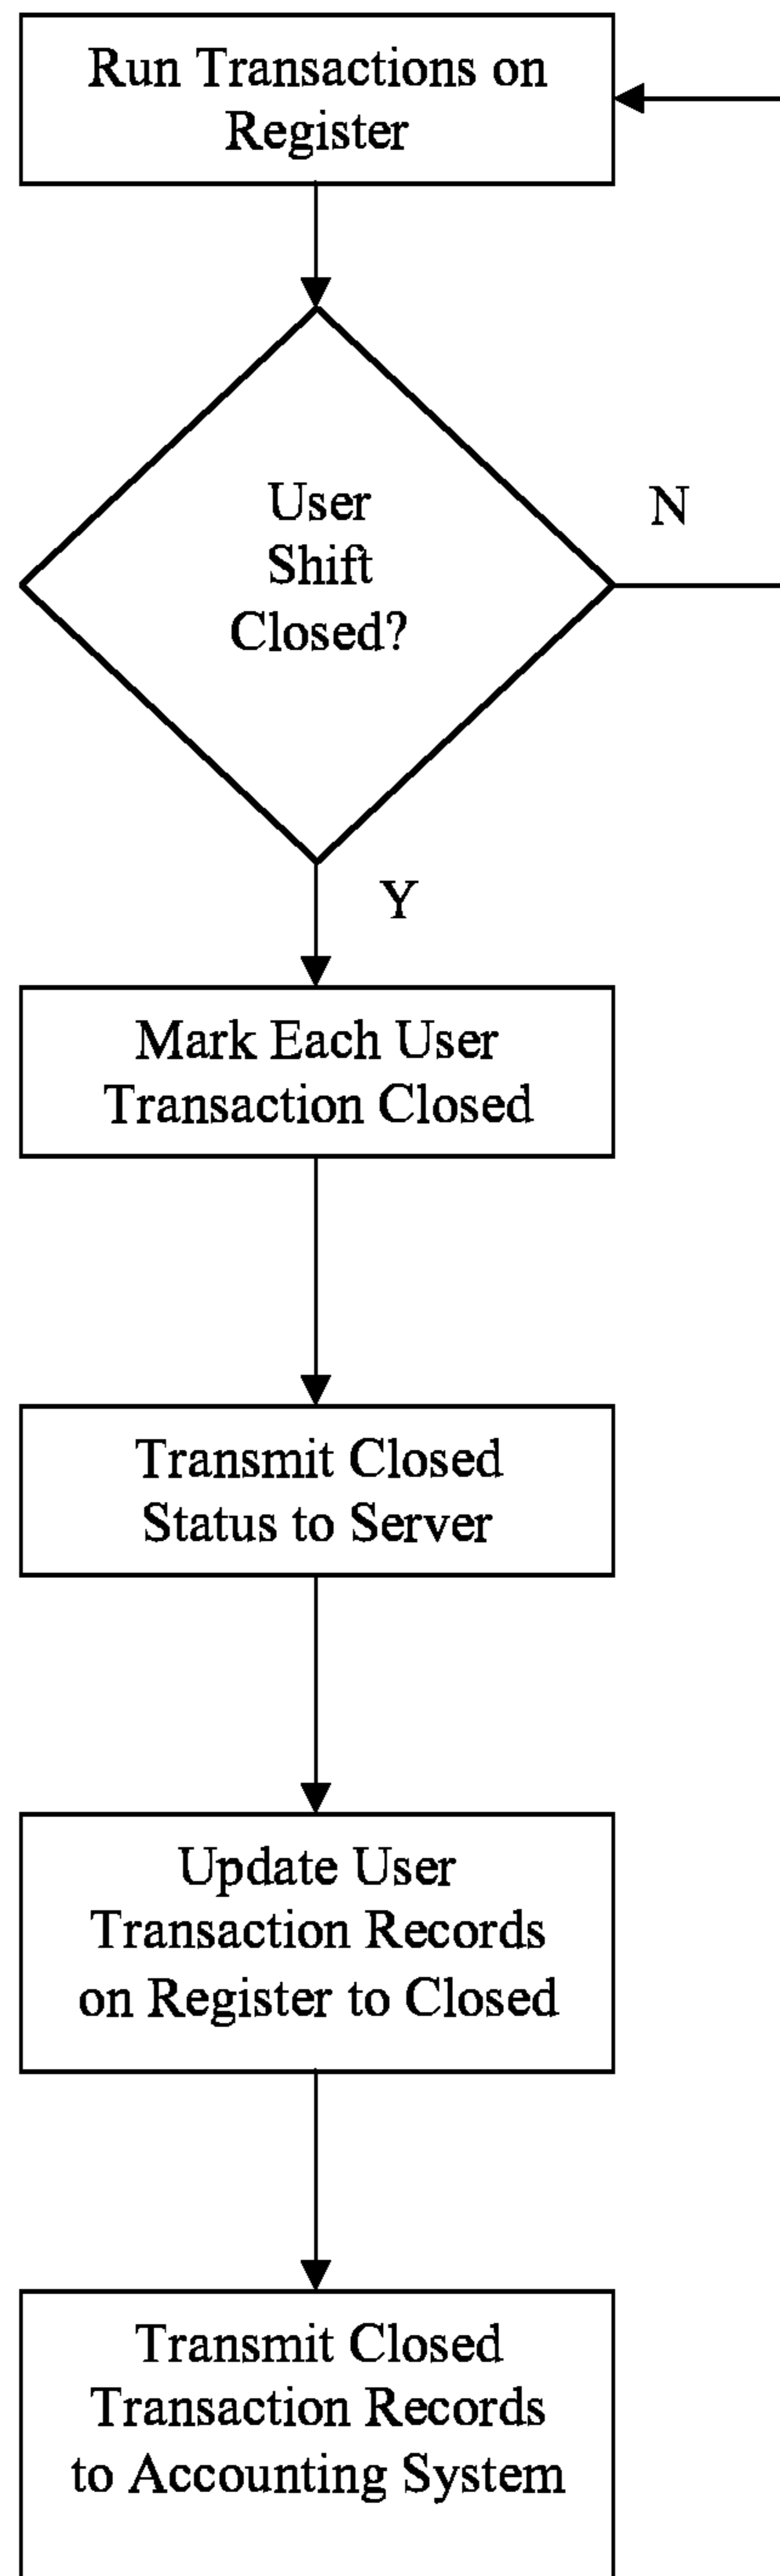 Run Transactions on
Register
User
Shift
Closed?
N
Y
Mark Each User
Transaction Closed
Transmit Closed
Status to Server
Update User
Transaction Records
on Register to Closed
Transmit Closed
Transaction Records
to Accounting System